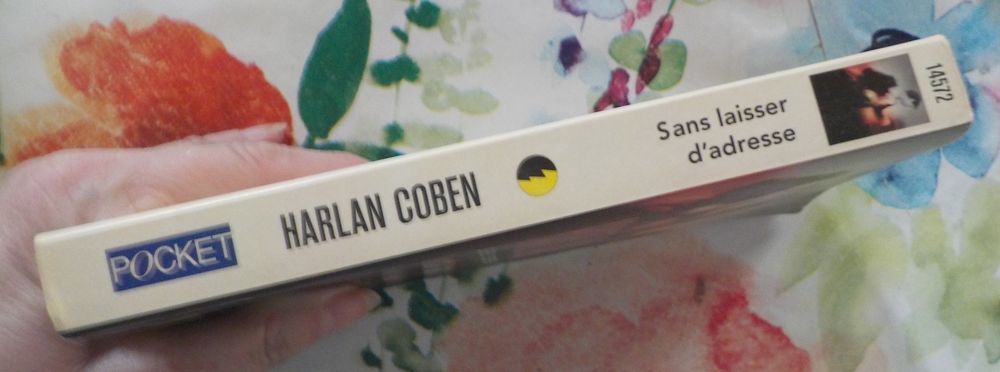 POCKET
HARLAN COBEN
Sans laisser
d'adresse
14572